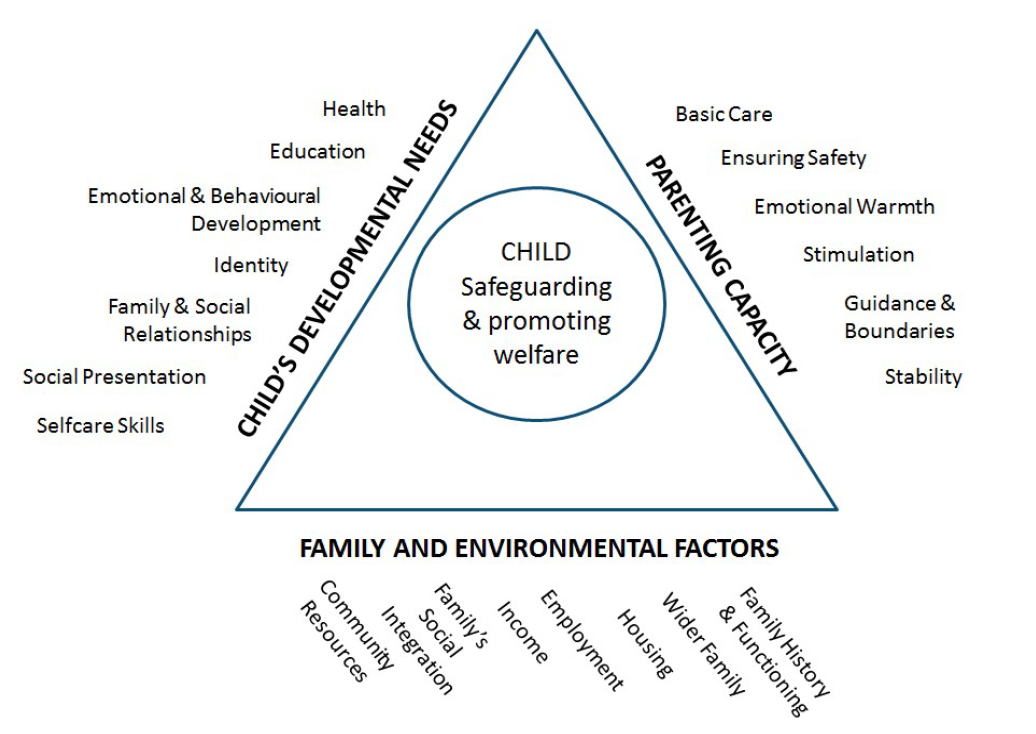 Health
Education
Emotional & Behavioural
Development
Identity
Family & Social
Relationships
Social Presentation
Selfcare Skills
CHILD'S DEVELOPMENTAL NEEDS
CHILD
Safeguarding
& promoting
welfare
PARENTING CAPACITY
Basic Care
Ensuring Safety
Emotional Warmth
Stimulation
Guidance &
Boundaries
Stability
FAMILY AND ENVIRONMENTAL FACTORS
Community
Resources
Family's
Social
Integration
Income
Employment
Housing
Wider Family
Family History
& Functioning